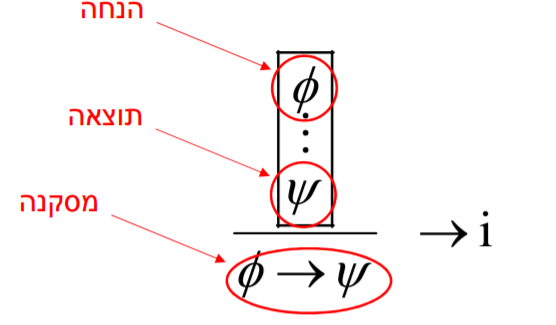 הנחה
ϕ
⋮
תוצאה
ψ
מסקנה
ϕ → ψ
→ i